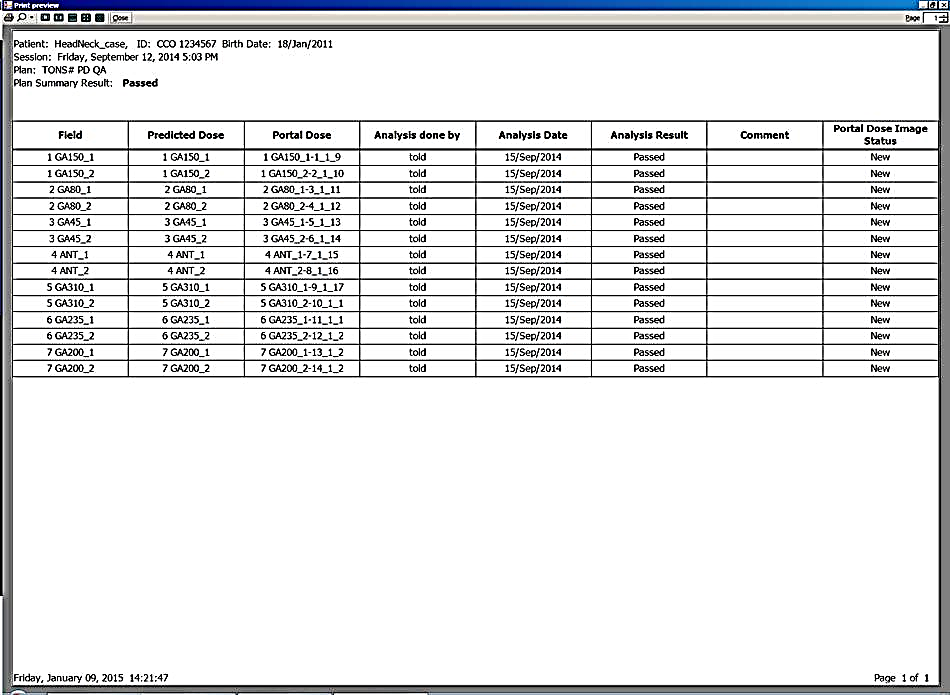 Print preview
Close
Page 1
Patient: HeadNeck_case, ID: CCO 1234567 Birth Date: 18/Jan/2011
Session: Friday, September 12, 2014 5:03 PM
Plan: TONS# PD QA
Plan Summary Result: Passed
Field Predicted Dose Portal Dose Analysis done by Analysis Date Analysis Result Comment Portal Dose Image Status
1 GA150_1 1 GA150_1 1 GA150_1-1_1_9 told 15/Sep/2014 Passed New
1 GA150_2 1 GA150_2 1 GA150_2-2_1_10 told 15/Sep/2014 Passed New
2 GA80_1 2 GA80_1 2 GA80_1-3_1_11 told 15/Sep/2014 Passed New
2 GA80_2 2 GA80_2 2 GA80_2-4_1_12 told 15/Sep/2014 Passed New
3 GA45_1 3 GA45_1 3 GA45_1-5_1_13 told 15/Sep/2014 Passed New
3 GA45_2 3 GA45_2 3 GA45_2-6_1_14 told 15/Sep/2014 Passed New
4 ANT_1 4 ANT_1 4 ANT_1-7_1_15 told 15/Sep/2014 Passed New
4 ANT_2 4 ANT_2 4 ANT_2-8_1_16 told 15/Sep/2014 Passed New
5 GA310_1 5 GA310_1 5 GA310_1-9_1_17 told 15/Sep/2014 Passed New
5 GA310_2 5 GA310_2 5 GA310_2-10_1_1 told 15/Sep/2014 Passed New
6 GA235_1 6 GA235_1 6 GA235_1-11_1_1 told 15/Sep/2014 Passed New
6 GA235_2 6 GA235_2 6 GA235_2-12_1_2 told 15/Sep/2014 Passed New
7 GA200_1 7 GA200_1 7 GA200_1-13_1_2 told 15/Sep/2014 Passed New
7 GA200_2 7 GA200_2 7 GA200_2-14_1_2 told 15/Sep/2014 Passed New
Friday, January 09, 2015 14:21:47
Page 1 of 1